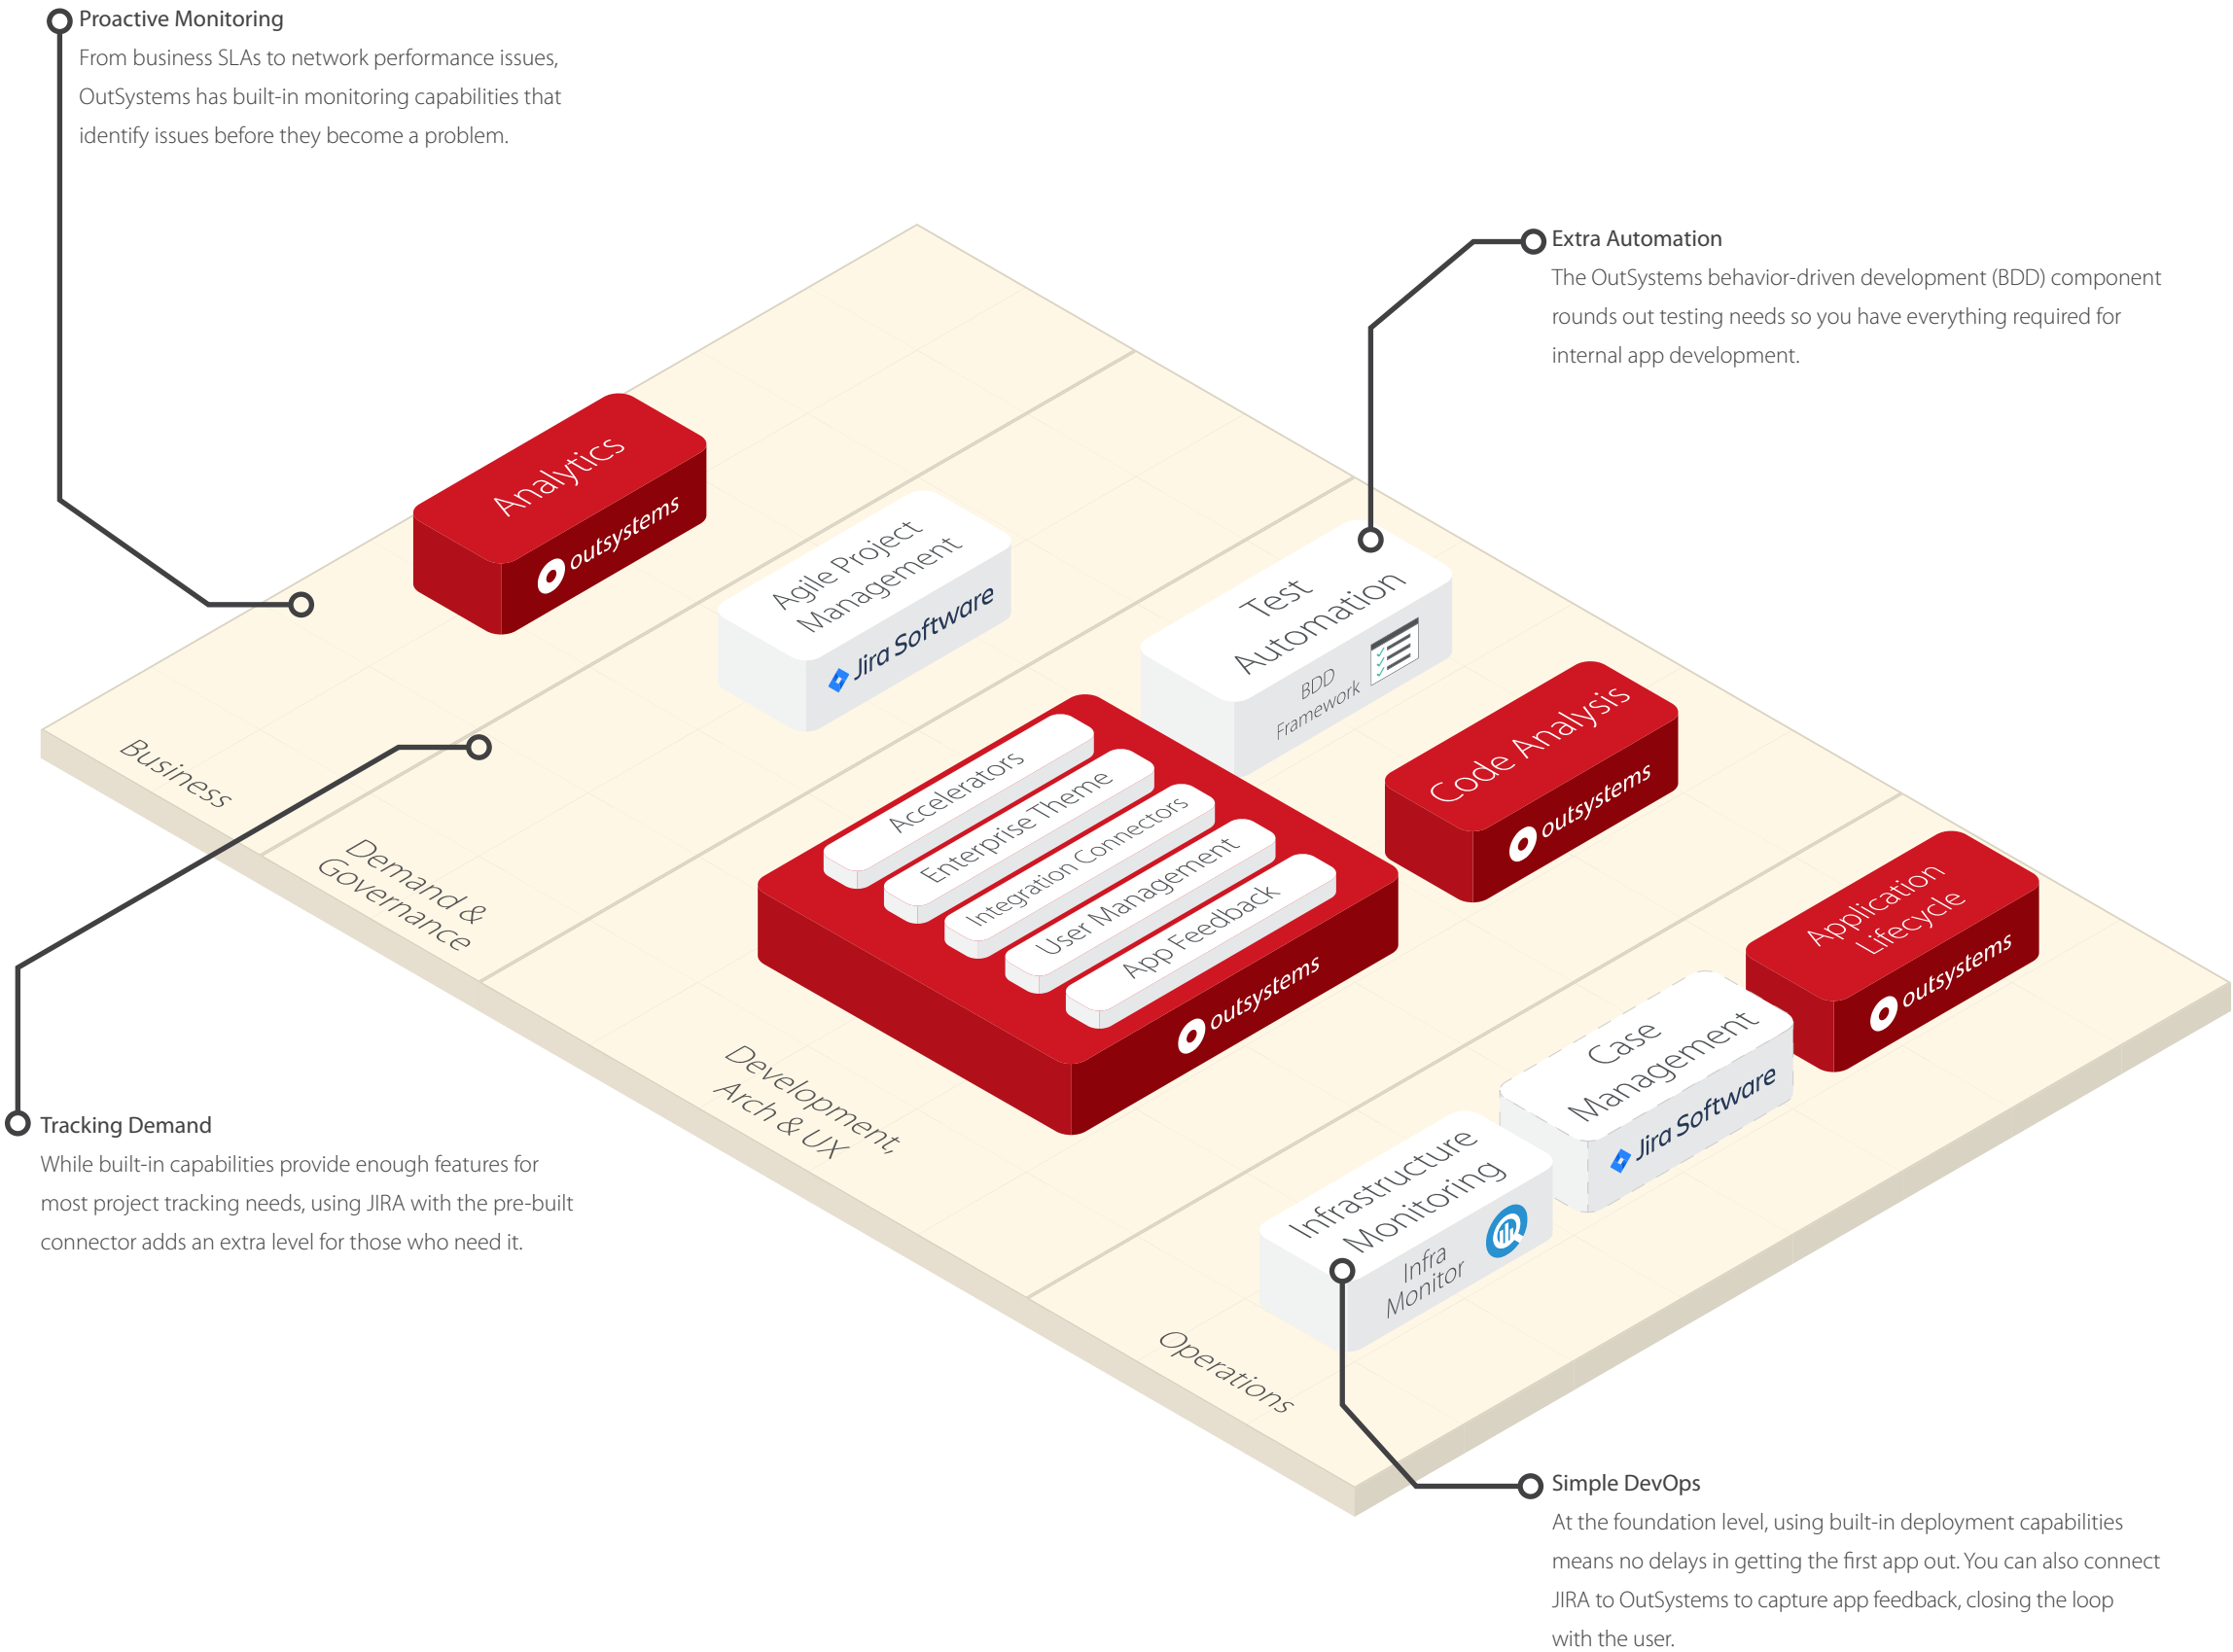 Proactive Monitoring
From business SLAs to network performance issues,
OutSystems has built-in monitoring capabilities that
identify issues before they become a problem.
Extra Automation
The OutSystems behavior-driven development (BDD) component
rounds out testing needs so you have everything required for
internal app development.
Analytics
outsystems
Agile Project
Management
Jira Software
Test
Automation
BDD
Framework
Code Analysis
outsystems
Business
Demand &
Governance
Accelerators
Enterprise Theme
Integration Connectors
User Management
App Feedback
outsystems
Application
Lifecycle
outsystems
Case
Management
Jira Software
Development,
Arch & UX
Infrastructure
Monitoring
Infra
Monitor
Operations
Tracking Demand
While built-in capabilities provide enough features for
most project tracking needs, using JIRA with the pre-built
connector adds an extra level for those who need it.
Simple DevOps
At the foundation level, using built-in deployment capabilities
means no delays in getting the first app out. You can also connect
JIRA to OutSystems to capture app feedback, closing the loop
with the user.